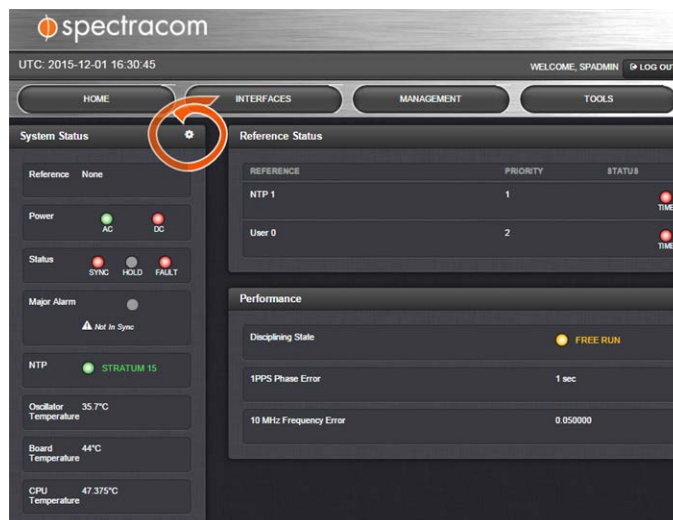 spectracom
UTC: 2015-12-01 16:30:45
WELCOME, SPADMIN
LOG OUT
HOME
INTERFACES
MANAGEMENT
TOOLS
System Status
Reference None
Power
AC DC
Status
SYNC HOLD FAULT
Major Alarm
Not In Sync
NTP STRATUM 15
Oscillator 35.7°C
Temperature
Board 44°C
Temperature
CPU 47.375°C
Temperature
Reference Status
REFERENCE PRIORITY STATUS
NTP 1 1
TIME
User 0 2
TIME
Performance
Disciplining State FREE RUN
1PPS Phase Error 1 sec
10 MHz Frequency Error 0.050000